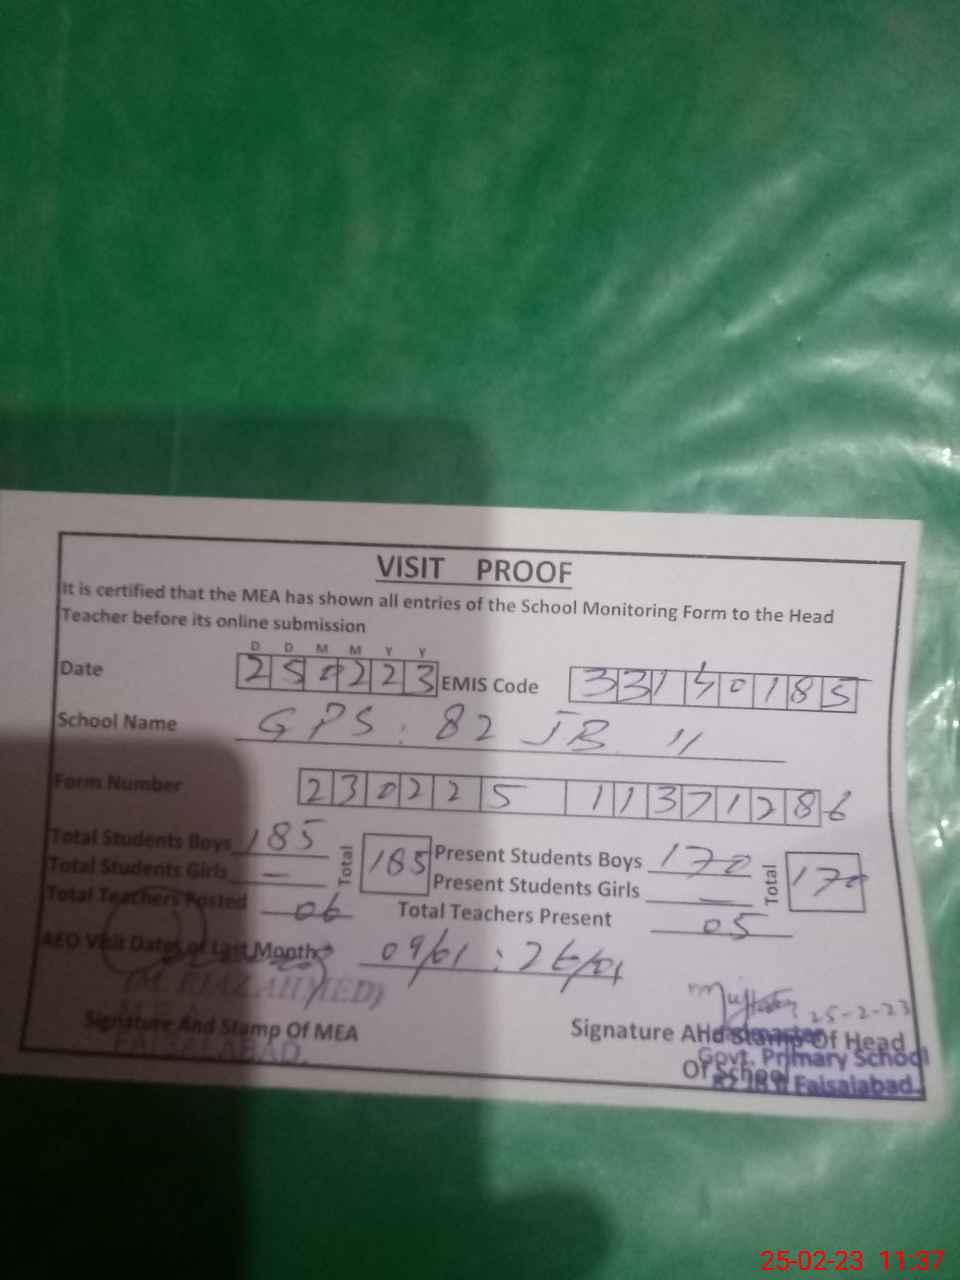 VISIT PROOF
It is certified that the MEA has shown all entries of the School Monitoring Form to the Head
Teacher before its online submission
D D M M Y Y
Date 250223 EMIS Code 33140185
School Name GPS: 82 JB II
Form Number 230225 11371286
Total Students Boys 185 Total 185 Present Students Boys 170 Total 170
Total Students Girls — Present Students Girls —
Total Teachers Posted 06 Total Teachers Present 05
AEO Visit Dates of Last Month 09/01 : 26/01
(M. RIAZ AHMED)
25-2-23
Signature And Stamp Of MEA Signature And Stamp Of Head
FAISALABAD. Govt. Primary School
Of School
Faisalabad.
25-02-23 11:37